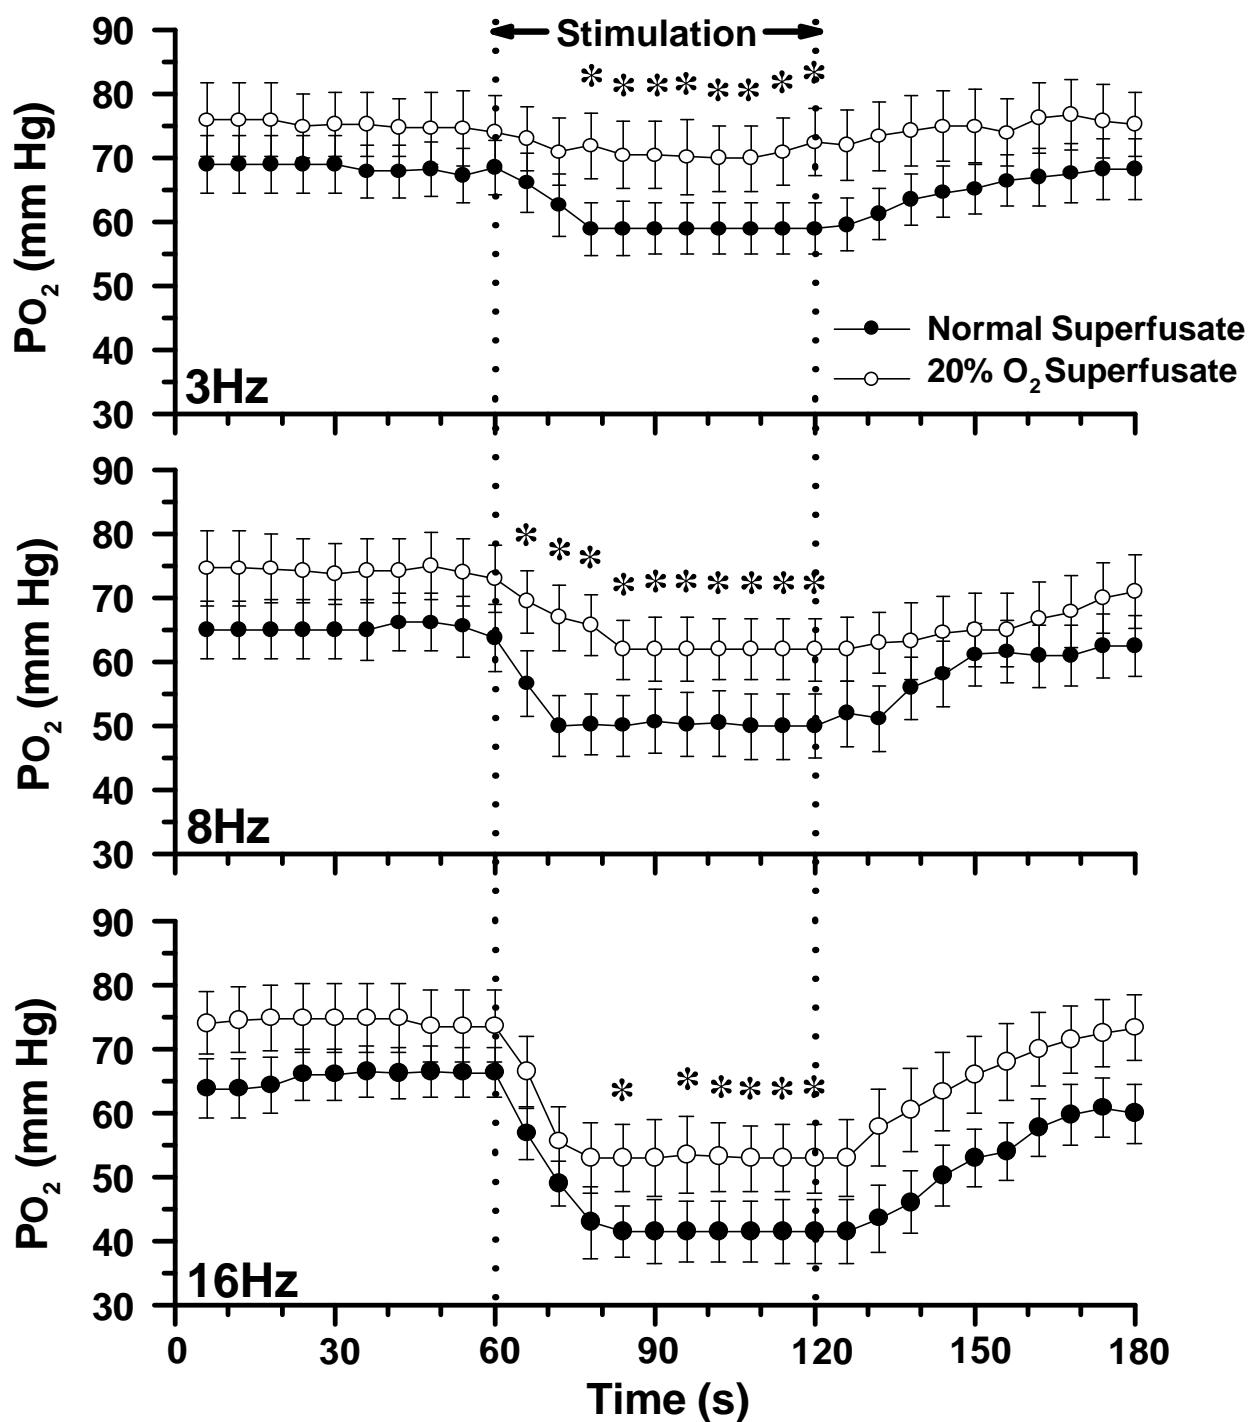 Stimulation
90
80
70
60
50
40
30
PO2 (mm Hg)
* * * * * * * *
Normal Superfusate
20% O2 Superfusate
3Hz
90
80
70
60
50
40
30
PO2 (mm Hg)
* * * * * * * * * *
8Hz
90
80
70
60
50
40
30
PO2 (mm Hg)
* * * * * *
16Hz
0 30 60 90 120 150 180
Time (s)